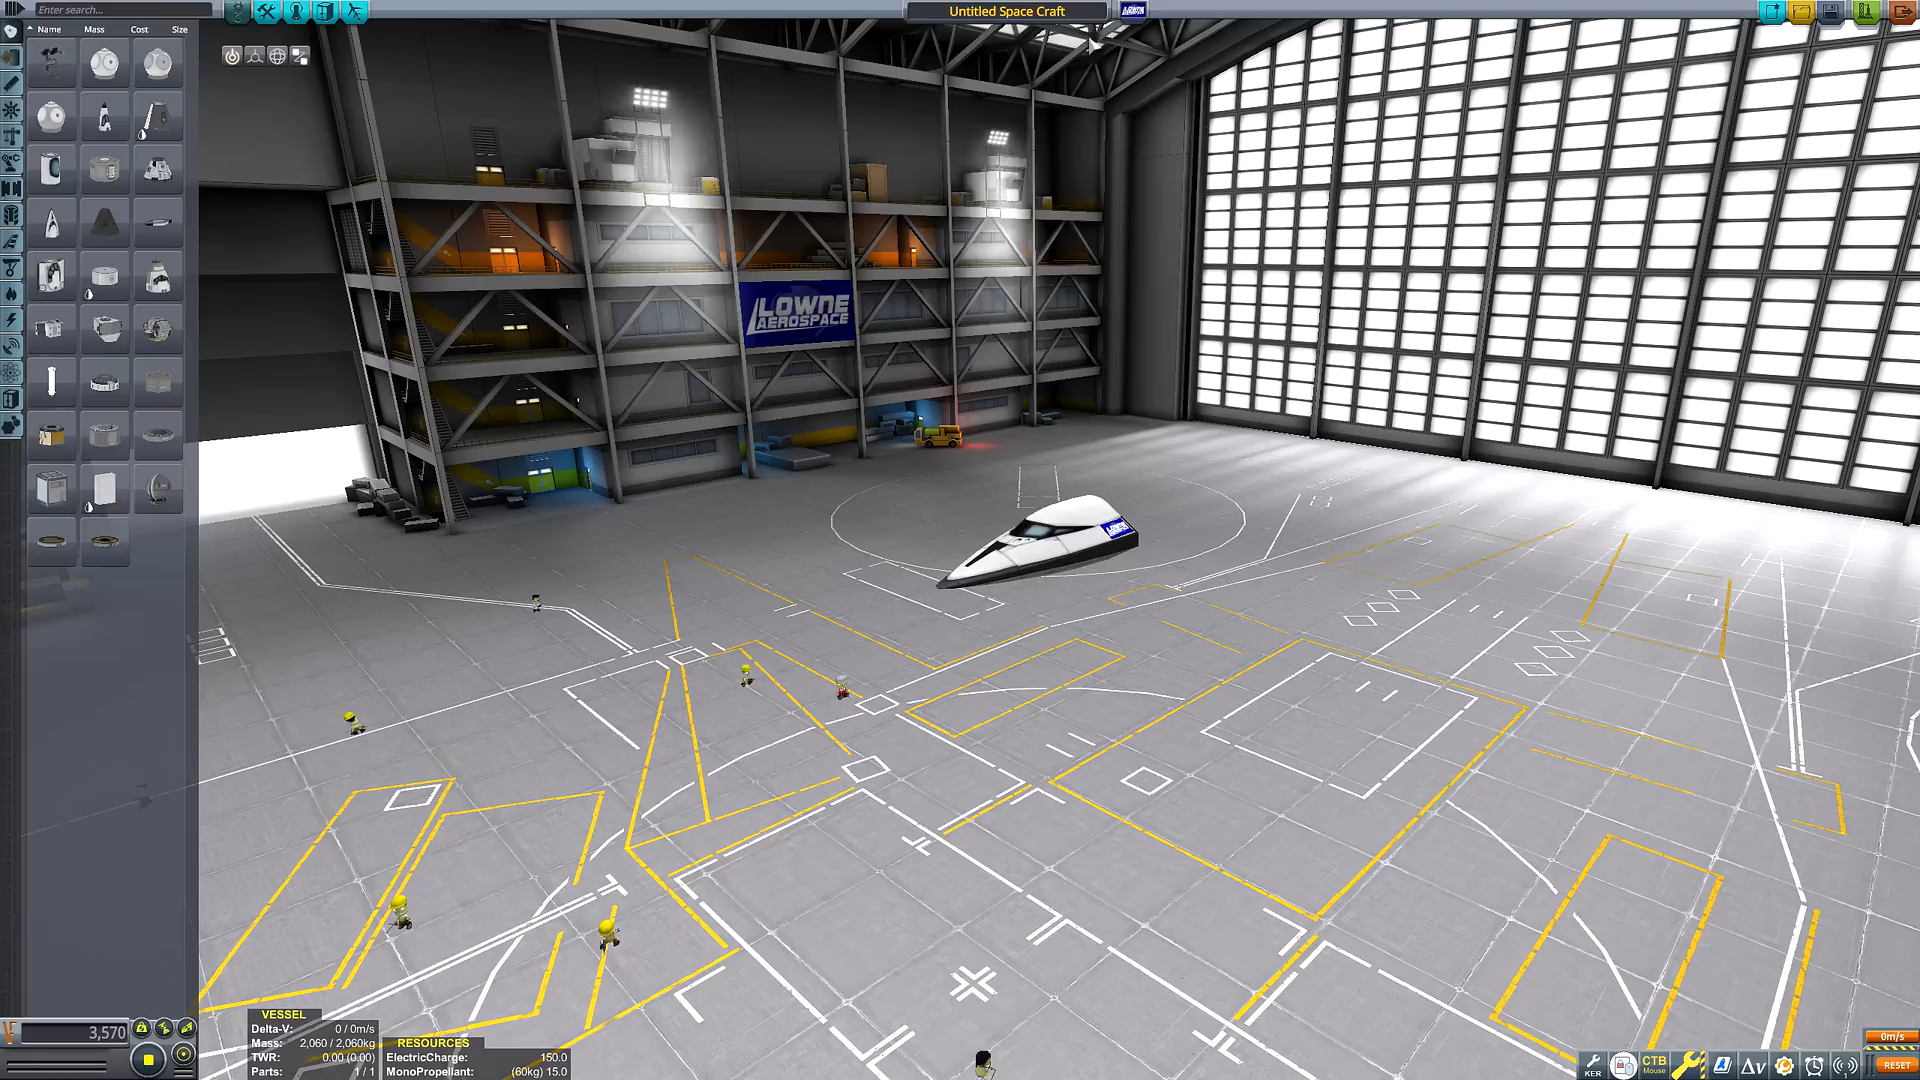 Enter search...
Untitled Space Craft
Name Mass Cost Size
LOWNE
AEROSPACE
3,570
VESSEL
Delta-V: 0 / 0m/s
Mass: 2,060 / 2,060kg
TWR: 0.00 (0.00)
Parts: 1 / 1
RESOURCES
ElectricCharge: 150.0
MonoPropellant: (60kg) 15.0
0m/s
KER
CTB
Mouse
Δv
RESET